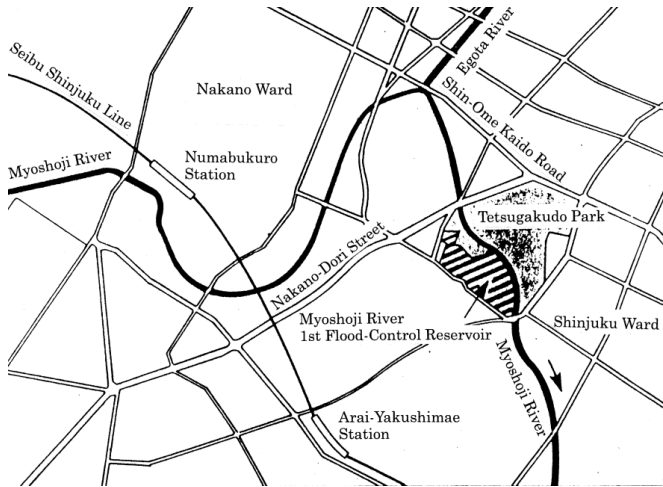 Egota River
Seibu Shinjuku Line
Nakano Ward
Shin-Ome Kaido Road
Myoshoji River
Numabukuro
Station
Tetsugakudo Park
Nakano-Dori Street
Myoshoji River
1st Flood-Control Reservoir
Shinjuku Ward
Myoshoji River
Arai-Yakushimae
Station